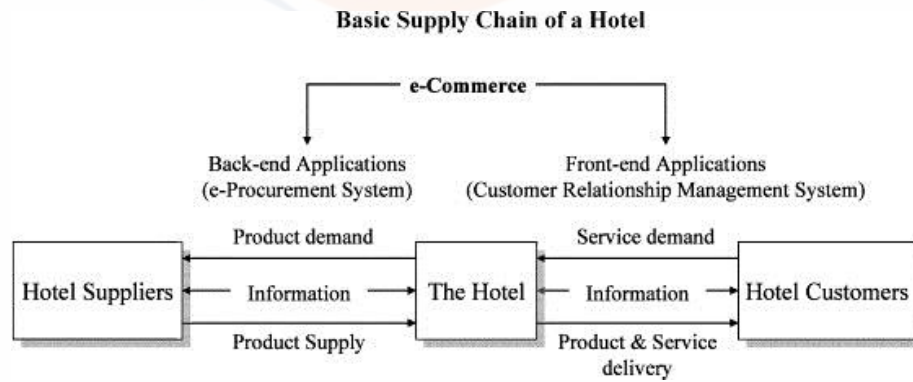 Basic Supply Chain of a Hotel
e-Commerce
Back-end Applications
(e-Procurement System)
Front-end Applications
(Customer Relationship Management System)
Product demand
Service demand
Hotel Suppliers
Information
The Hotel
Information
Hotel Customers
Product Supply
Product & Service
delivery